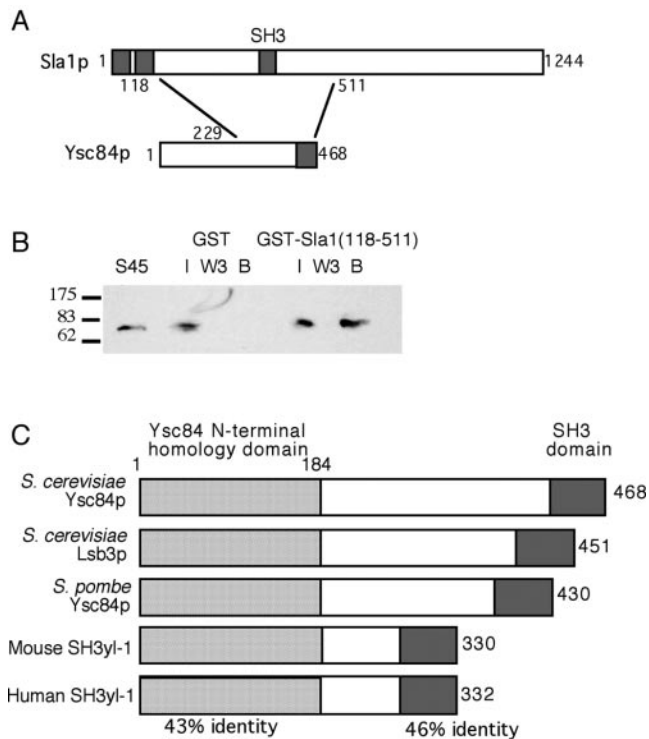 A
SH3
Sla1p 1 1244
118 511
229
Ysc84p 1 468
B
GST GST-Sla1(118-511)
S45 I W3 B I W3 B
175
83
62
C
Ysc84 N-terminal homology domain
SH3 domain
1 184
S. cerevisiae
Ysc84p 468
S. cerevisiae
Lsb3p 451
S. pombe
Ysc84p 430
Mouse SH3yl-1 330
Human SH3yl-1 332
43% identity 46% identity